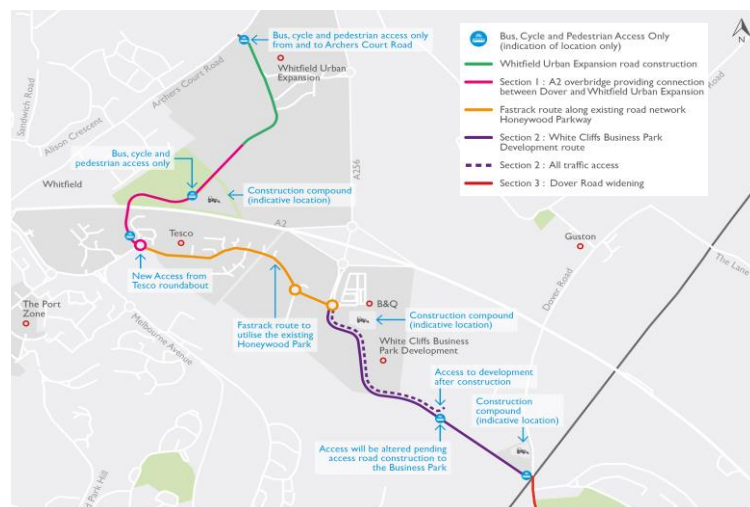 Bus, cycle and pedestrian access only
from and to Archers Court Road
Whitfield Urban
Expansion
Archers Court Road
Sandwich Road
Alison Crescent
Bus, cycle and
pedestrian access only
Whitfield
Construction compound
(indicative location)
A256
A2
Tesco
New Access from
Tesco roundabout
The Port
Zone
Melbourne Avenue
Fastrack route to
utilise the existing
Honeywood Park
B&Q
Construction compound
(indicative location)
White Cliffs Business
Park Development
Access to development
after construction
Construction
compound
(indicative location)
Access will be altered pending
access road construction to
the Business Park
Guston
Dover Road
The Lane
Road
Park Hill
N
Bus, Cycle and Pedestrian Access Only
(indication of location only)
Whitfield Urban Expansion road construction
Section 1 : A2 overbridge providing connection
between Dover and Whitfield Urban Expansion
Fastrack route along existing road network
Honeywood Parkway
Section 2 : White Cliffs Business Park
Development route
Section 2 : All traffic access
Section 3 : Dover Road widening